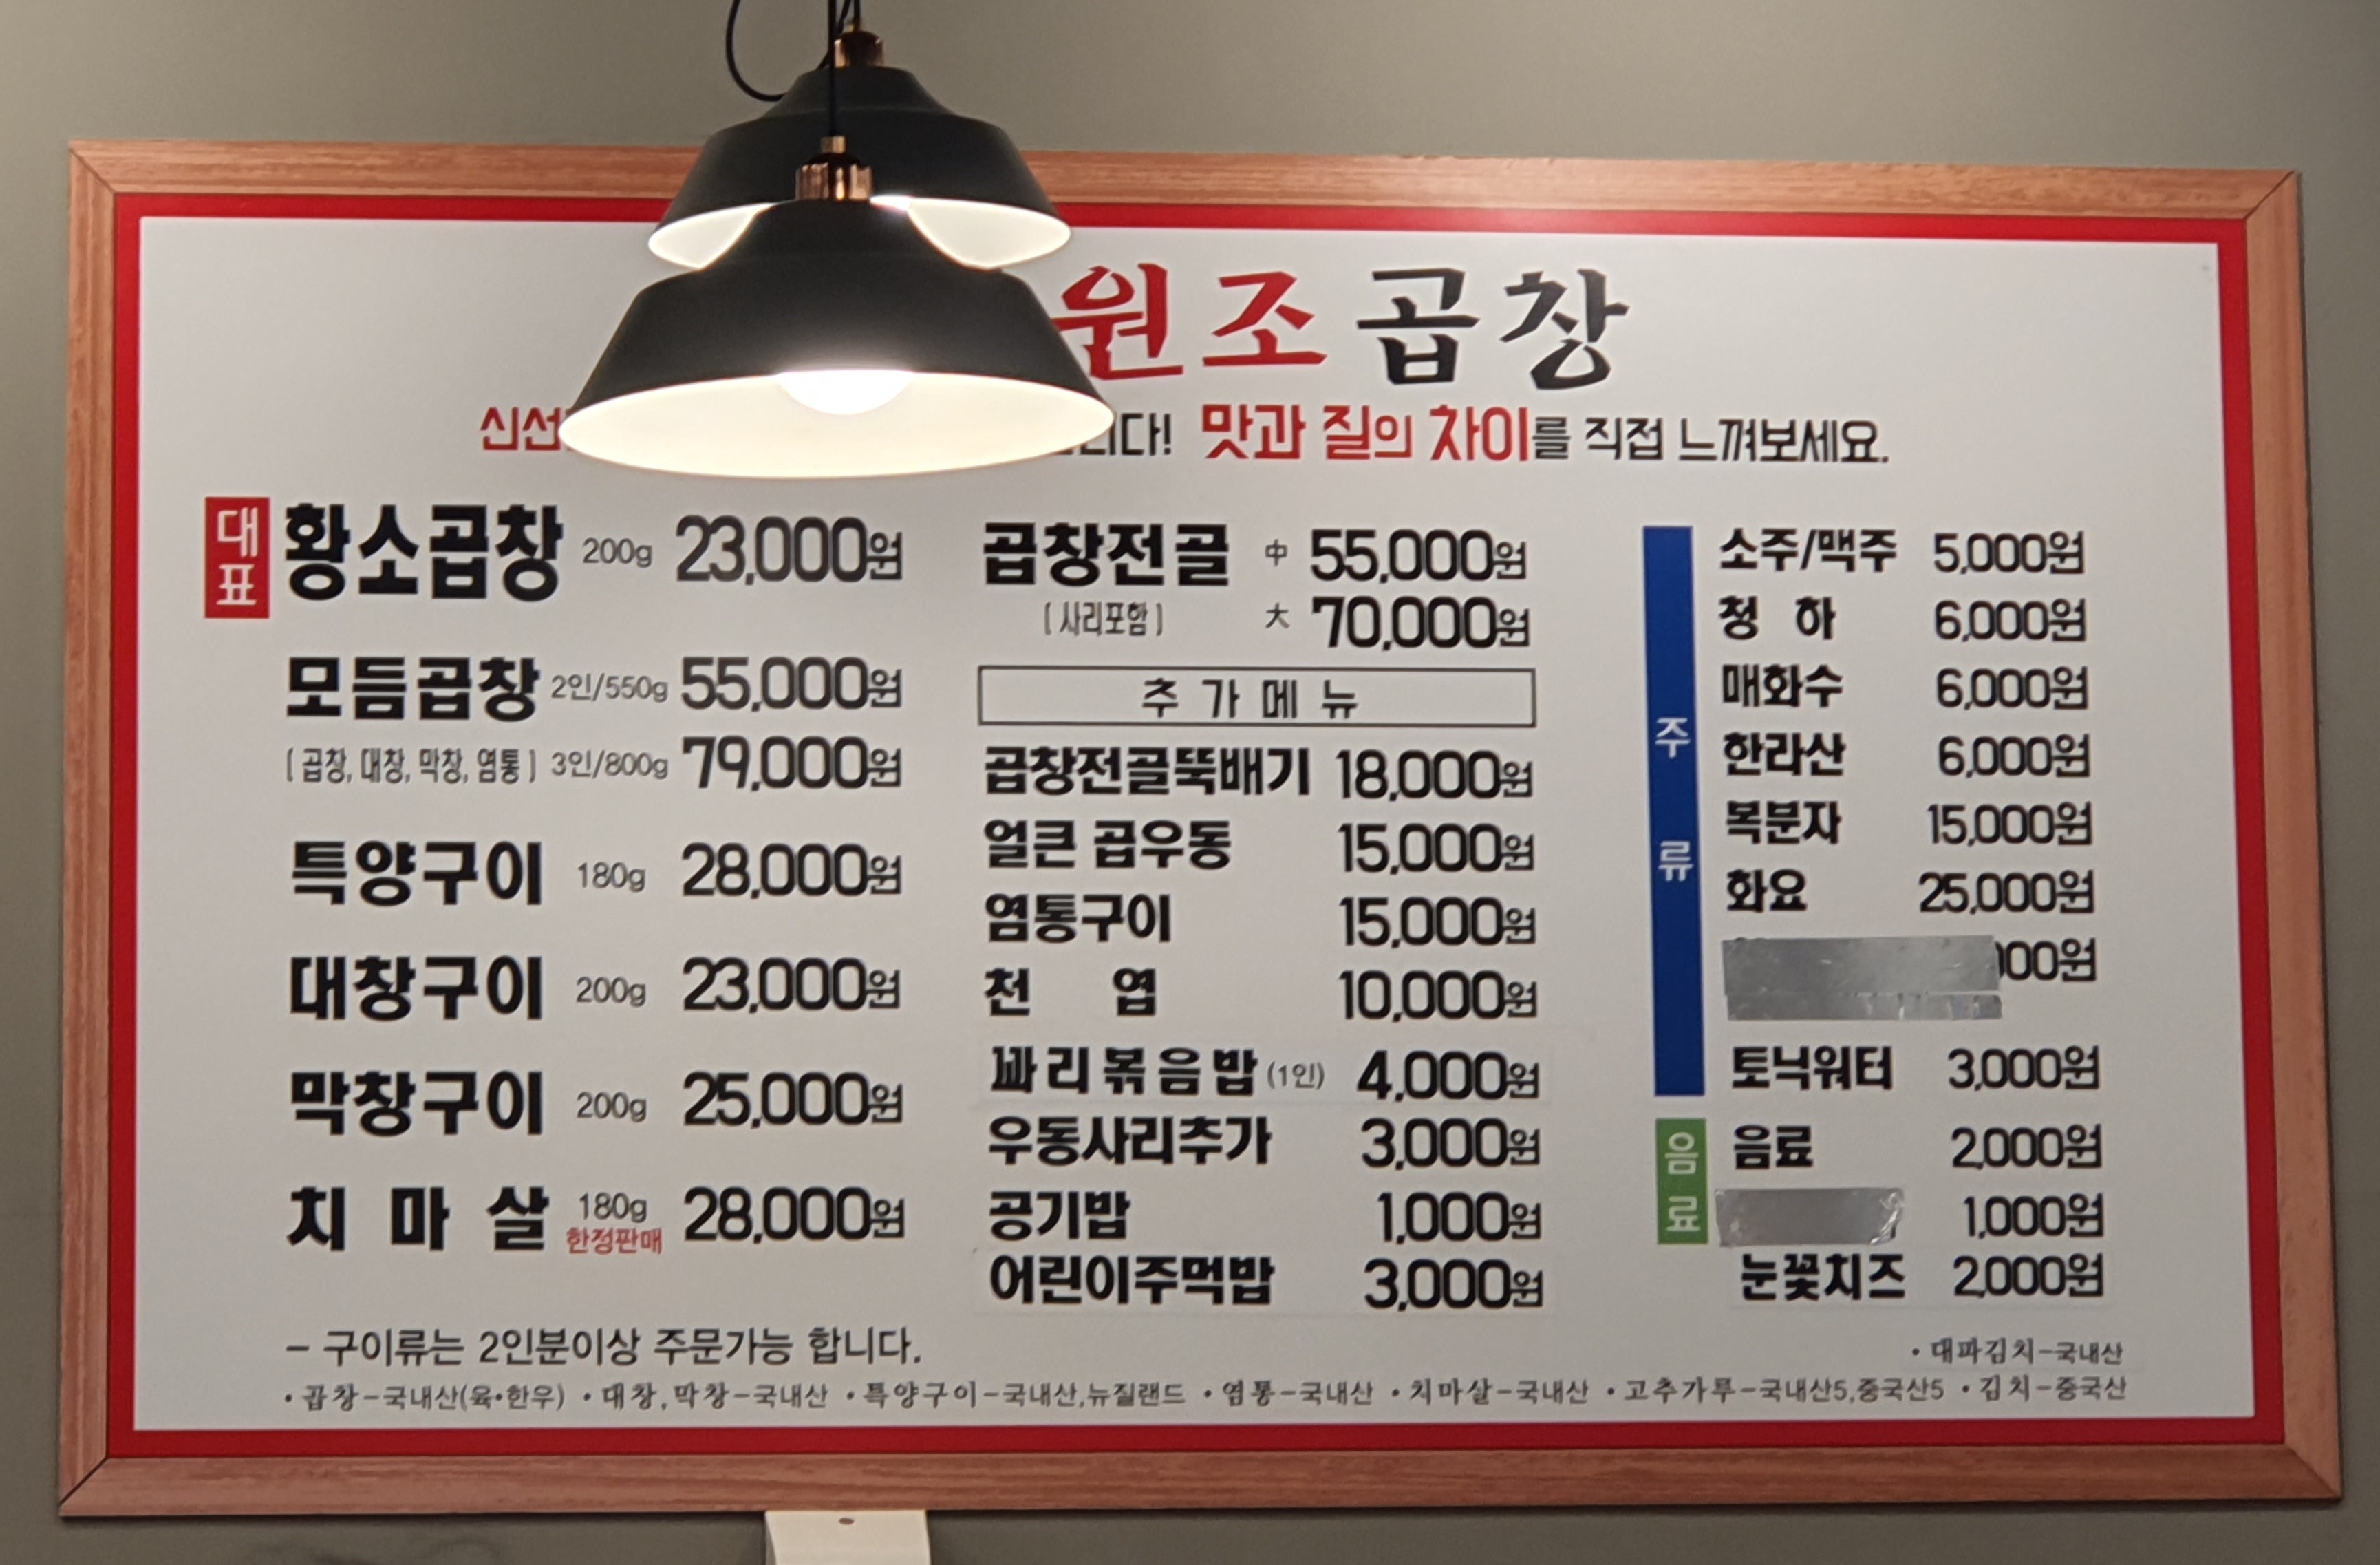 원조곱창
신선 니다! 맛과 질의 차이를 직접 느껴보세요.
대표
황소곱창 200g 23,000원
모듬곱창 2인/550g 55,000원
( 곱창, 대창, 막창, 염통 ) 3인/800g 79,000원
특양구이 180g 28,000원
대창구이 200g 23,000원
막창구이 200g 25,000원
치 마 살 180g 28,000원
한정판매
곱창전골 中 55,000원
( 사리포함 ) 大 70,000원
추 가 메 뉴
곱창전골뚝배기 18,000원
얼큰 곱우동 15,000원
염통구이 15,000원
천 엽 10,000원
꽈리볶음밥 (1인) 4,000원
우동사리추가 3,000원
공기밥 1,000원
어린이주먹밥 3,000원
주류
소주/맥주 5,000원
청 하 6,000원
매화수 6,000원
한라산 6,000원
복분자 15,000원
화요 25,000원
00원
토닉워터 3,000원
음료
음료 2,000원
1,000원
눈꽃치즈 2,000원
- 구이류는 2인분이상 주문가능 합니다.
• 대파김치-국내산
• 곱창-국내산(육•한우) • 대창,막창-국내산 • 특양구이-국내산,뉴질랜드 • 염통-국내산 • 치마살-국내산 • 고추가루-국내산5,중국산5 • 김치-중국산